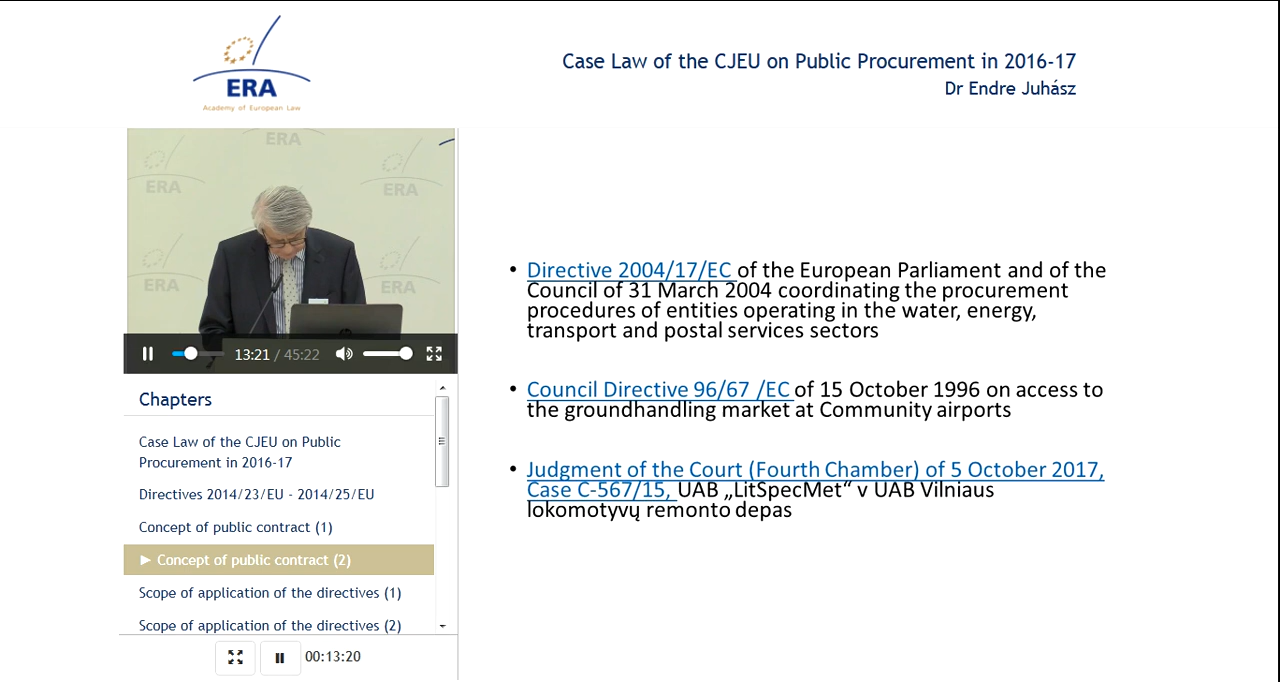 ERA
Academy of European Law
Case Law of the CJEU on Public Procurement in 2016-17
Dr Endre Juhász
ERA
ERA
ERA
ERA
ERA
13:21 / 45:22
Chapters
Case Law of the CJEU on Public
Procurement in 2016-17
Directives 2014/23/EU - 2014/25/EU
Concept of public contract (1)
► Concept of public contract (2)
Scope of application of the directives (1)
Scope of application of the directives (2)
00:13:20
• Directive 2004/17/EC of the European Parliament and of the
Council of 31 March 2004 coordinating the procurement
procedures of entities operating in the water, energy,
transport and postal services sectors
• Council Directive 96/67 /EC of 15 October 1996 on access to
the groundhandling market at Community airports
• Judgment of the Court (Fourth Chamber) of 5 October 2017,
Case C-567/15, UAB „LitSpecMet“ v UAB Vilniaus
lokomotyvų remonto depas